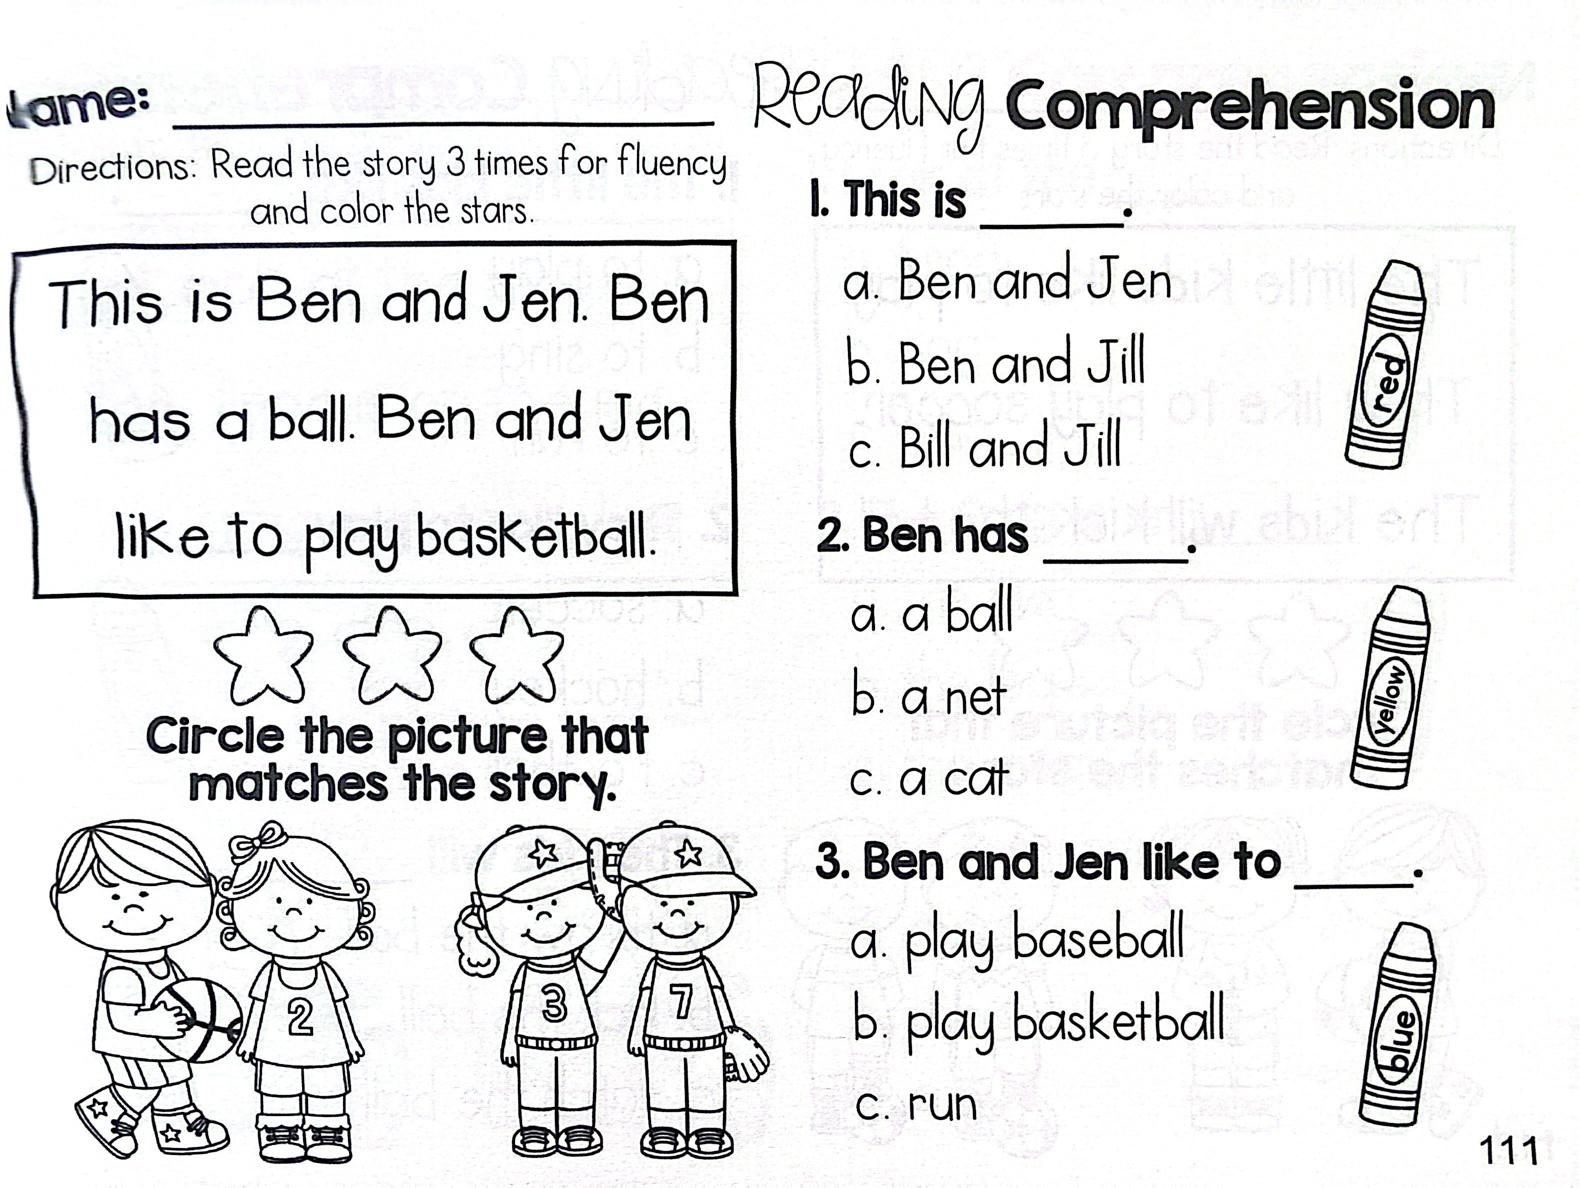 Name:
Reading Comprehension
Directions: Read the story 3 times for fluency
and color the stars.
This is Ben and Jen. Ben
has a ball. Ben and Jen
like to play basketball.
Circle the picture that
matches the story.
2
3
7
1. This is ______.
a. Ben and Jen
b. Ben and Jill
c. Bill and Jill
red
2. Ben has ______.
a. a ball
b. a net
c. a cat
yellow
3. Ben and Jen like to _____.
a. play baseball
b. play basketball
c. run
blue
111